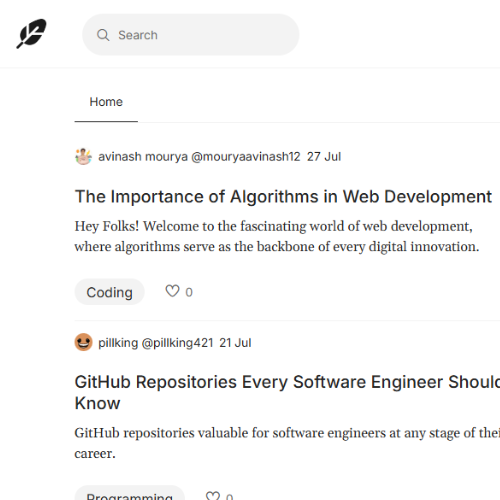 Search
Home
avinash mourya @mouryaavinash12 27 Jul
The Importance of Algorithms in Web Development
Hey Folks! Welcome to the fascinating world of web development,
where algorithms serve as the backbone of every digital innovation.
Coding 0
pillking @pillking421 21 Jul
GitHub Repositories Every Software Engineer Should
Know
GitHub repositories valuable for software engineers at any stage of thei
career.
Programming 0